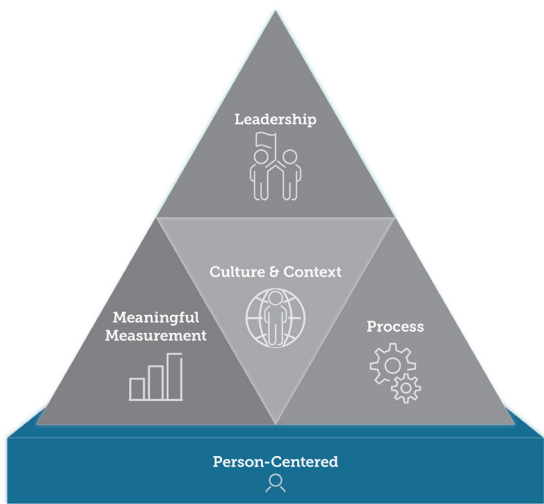 Leadership
Culture & Context
Meaningful
Measurement
Process
Person-Centered